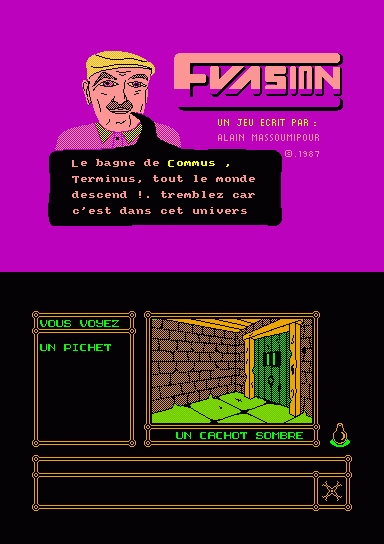 EVASION
UN JEU ECRIT PAR :
ALAIN MASSOUMIPOUR
©.1987
Le bagne de Commus ,
Terminus, tout le monde
descend !. tremblez car
c'est dans cet univers
VOUS VOYEZ
UN PICHET
UN CACHOT SOMBRE